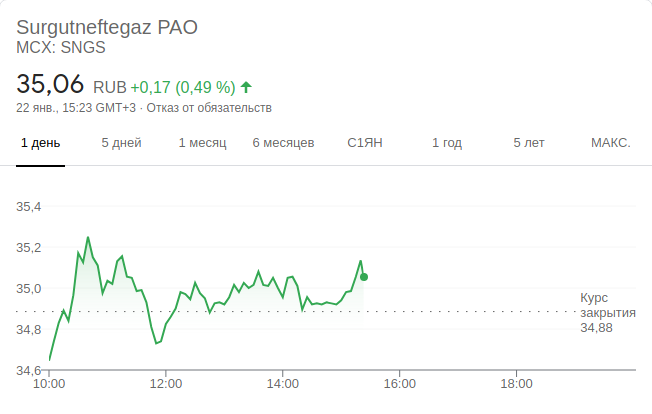 Surgutneftegaz PAO
MCX: SNGS
35,06 RUB +0,17 (0,49 %)
22 янв., 15:23 GMT+3 · Отказ от обязательств
1 день 5 дней 1 месяц 6 месяцев С1ЯН 1 год 5 лет МАКС.
35,4
35,2
35,0
Курс
закрытия
34,88
34,8
34,6
10:00 12:00 14:00 16:00 18:00